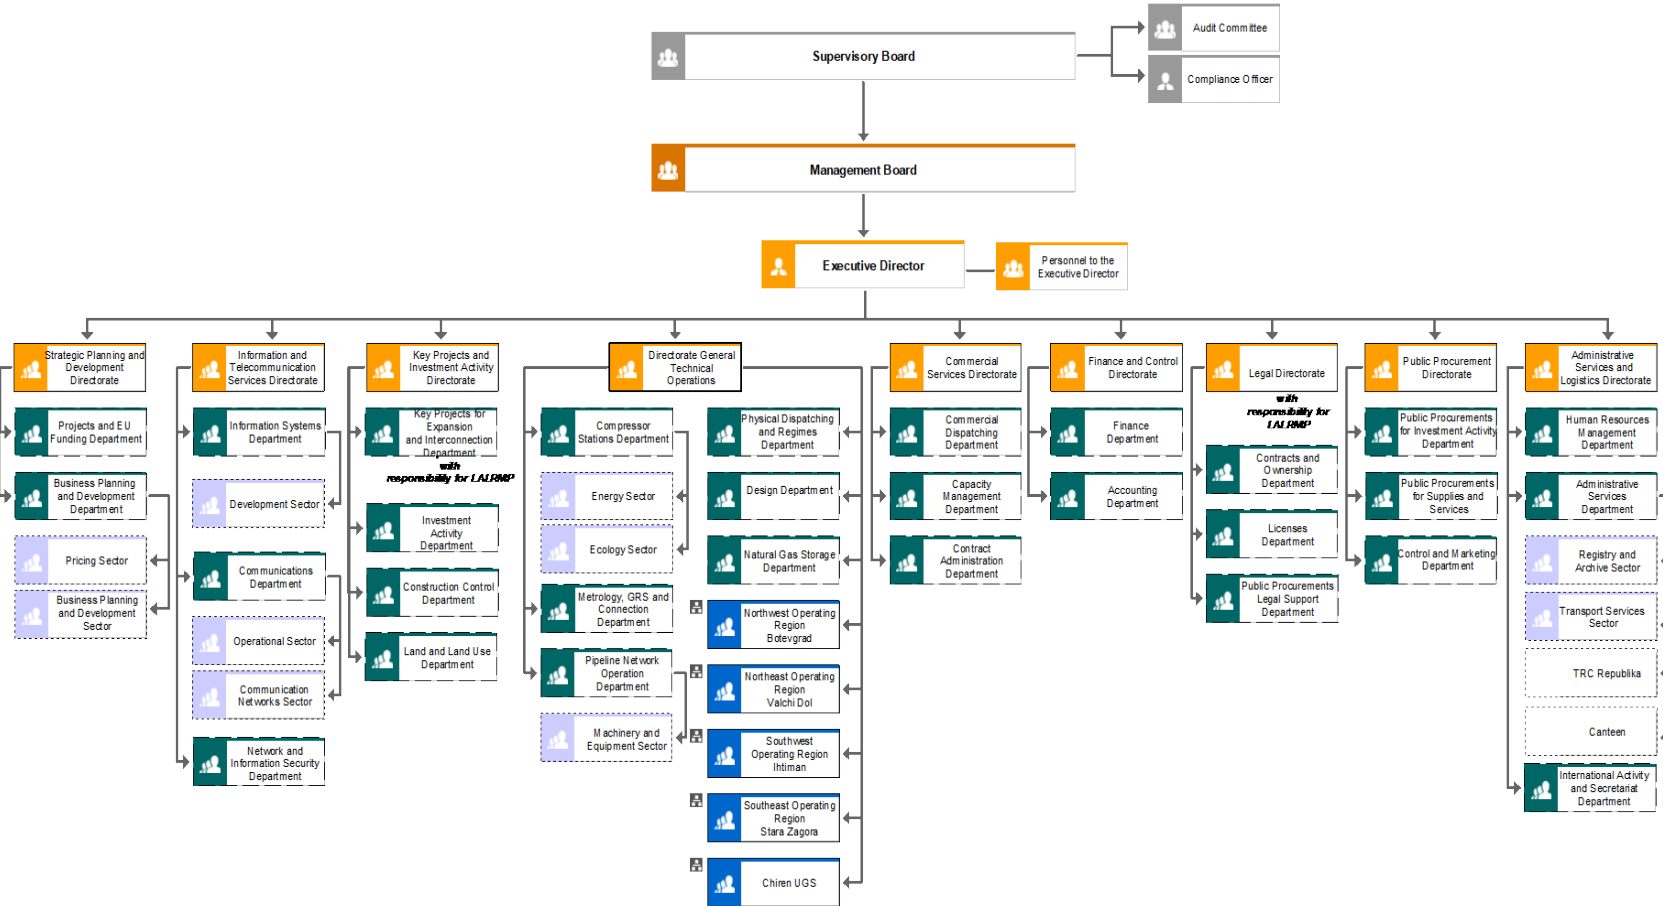 Audit Committee
Supervisory Board
Compliance Officer
Management Board
Executive Director
Personnel to the
Executive Director
Strategic Planning and
Development
Directorate
Projects and EU
Funding Department
Business Planning
and Development
Department
Pricing Sector
Business Planning
and Development
Sector
Information and
Telecommunication
Services Directorate
Information Systems
Department
Development Sector
Communications
Department
Operational Sector
Communication
Networks Sector
Network and
Information Security
Department
Key Projects and
Investment Activity
Directorate
Key Projects for
Expansion
and Interconnection
Department
with
responsibility for LALRMP
Investment
Activity
Department
Construction Control
Department
Land and Land Use
Department
Directorate General
Technical
Operations
Compressor
Stations Department
Energy Sector
Ecology Sector
Metrology, GRS and
Connection
Department
Pipeline Network
Operation
Department
Machinery and
Equipment Sector
Physical Dispatching
and Regimes
Department
Design Department
Natural Gas Storage
Department
Northwest Operating
Region
Botevgrad
Northeast Operating
Region
Valchi Dol
Southwest
Operating Region
Ihtiman
Southeast Operating
Region
Stara Zagora
Chiren UGS
Commercial
Services Directorate
Commercial
Dispatching
Department
Capacity
Management
Department
Contract
Administration
Department
Finance and Control
Directorate
Finance
Department
Accounting
Department
Legal Directorate
with
responsibility for
LALRMP
Contracts and
Ownership
Department
Licenses
Department
Public Procurements
Legal Support
Department
Public Procurement
Directorate
Public Procurements
for Investment Activity
Department
Public Procurements
for Supplies and
Services
Control and Marketing
Department
Administrative
Services and
Logistics Directorate
Human Resources
Management
Department
Administrative
Services
Department
Registry and
Archive Sector
Transport Services
Sector
TRC Republika
Canteen
International Activity
and Secretariat
Department